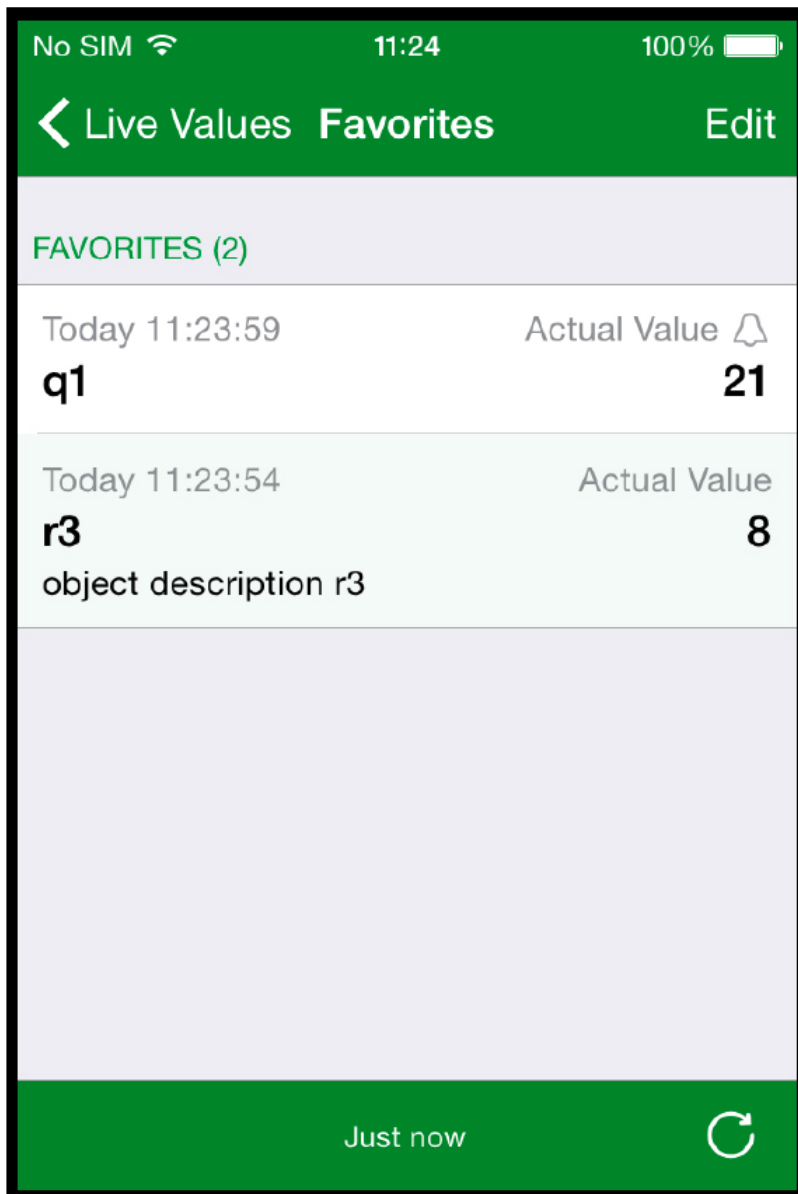 No SIM 11:24 100%
Live Values Favorites Edit
FAVORITES (2)
Today 11:23:59 Actual Value
q1 21
Today 11:23:54 Actual Value
r3 8
object description r3
Just now